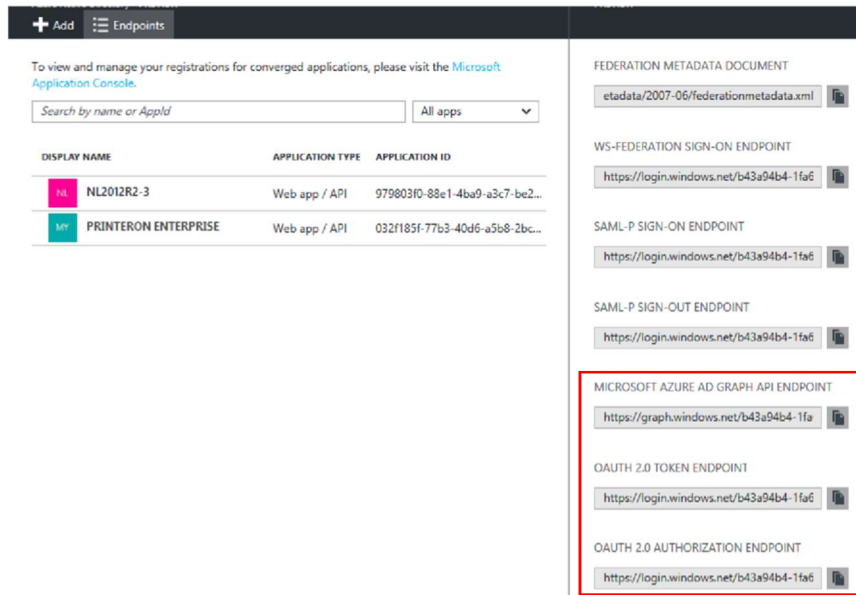 Add Endpoints
To view and manage your registrations for converged applications, please visit the Microsoft
Application Console.
Search by name or AppId All apps
DISPLAY NAME APPLICATION TYPE APPLICATION ID
NL NL2012R2-3 Web app / API 979803f0-88e1-4ba9-a3c7-be2...
MY PRINTERON ENTERPRISE Web app / API 032f185f-77b3-40d6-a5b8-2bc...
FEDERATION METADATA DOCUMENT
etadata/2007-06/federationmetadata.xml
WS-FEDERATION SIGN-ON ENDPOINT
https://login.windows.net/b43a94b4-1fa6
SAML-P SIGN-ON ENDPOINT
https://login.windows.net/b43a94b4-1fa6
SAML-P SIGN-OUT ENDPOINT
https://login.windows.net/b43a94b4-1fa6
MICROSOFT AZURE AD GRAPH API ENDPOINT
https://graph.windows.net/b43a94b4-1fa
OAUTH 2.0 TOKEN ENDPOINT
https://login.windows.net/b43a94b4-1fa6
OAUTH 2.0 AUTHORIZATION ENDPOINT
https://login.windows.net/b43a94b4-1fa6